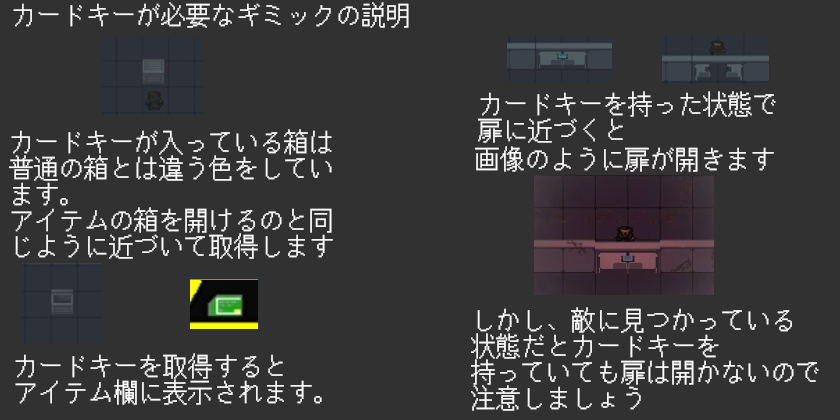 カードキーが必要なギミックの説明
カードキーが入っている箱は
普通の箱とは違う色をしてい
ます。
アイテムの箱を開けるのと同
じように近づいて取得します
カードキーを取得すると
アイテム欄に表示されます。
カードキーを持った状態で
扉に近づくと
画像のように扉が開きます
しかし、敵に見つかっている
状態だとカードキーを
持っていても扉は開かないので
注意しましょう